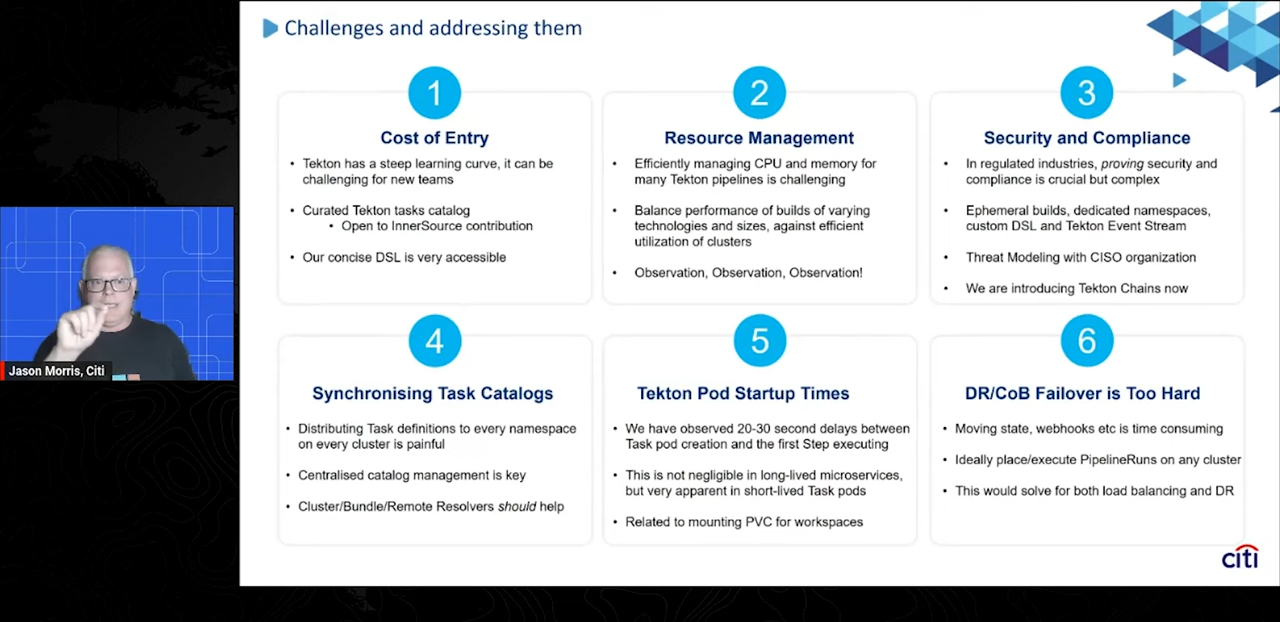 Challenges and addressing them
1
Cost of Entry
• Tekton has a steep learning curve, it can be
challenging for new teams
• Curated Tekton tasks catalog
• Open to InnerSource contribution
• Our concise DSL is very accessible
2
Resource Management
• Efficiently managing CPU and memory for
many Tekton pipelines is challenging
• Balance performance of builds of varying
technologies and sizes, against efficient
utilization of clusters
• Observation, Observation, Observation!
3
Security and Compliance
• In regulated industries, proving security and
compliance is crucial but complex
• Ephemeral builds, dedicated namespaces,
custom DSL and Tekton Event Stream
• Threat Modeling with CISO organization
• We are introducing Tekton Chains now
4
Synchronising Task Catalogs
• Distributing Task definitions to every namespace
on every cluster is painful
• Centralised catalog management is key
• Cluster/Bundle/Remote Resolvers should help
5
Tekton Pod Startup Times
• We have observed 20-30 second delays between
Task pod creation and the first Step executing
• This is not negligible in long-lived microservices,
but very apparent in short-lived Task pods
• Related to mounting PVC for workspaces
6
DR/CoB Failover is Too Hard
• Moving state, webhooks etc is time consuming
• Ideally place/execute PipelineRuns on any cluster
• This would solve for both load balancing and DR
Jason Morris, Citi
citi